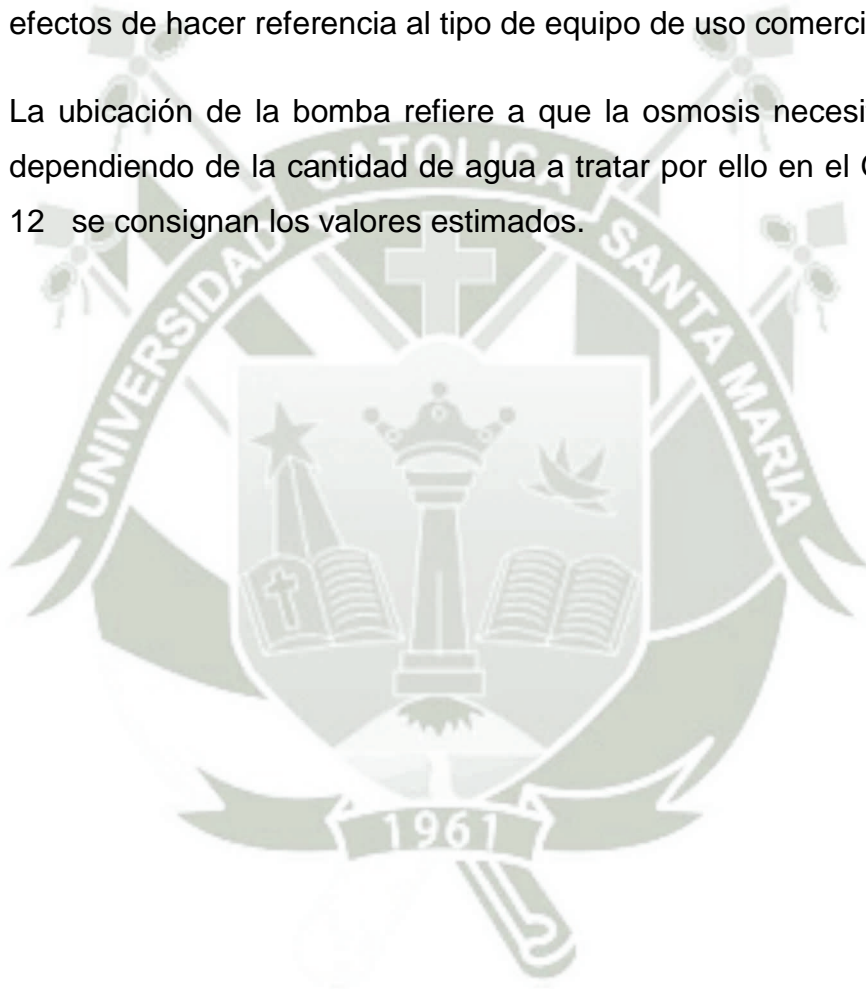 efectos de hacer referencia al tipo de equipo de uso
La ubicación de la bomba refiere a que la osmosis
dependiendo de la cantidad de agua a tratar por ello en el
12 se consignan los valores estimados.
UNIVERSIDAD CATOLICA SANTA MARIA
1961